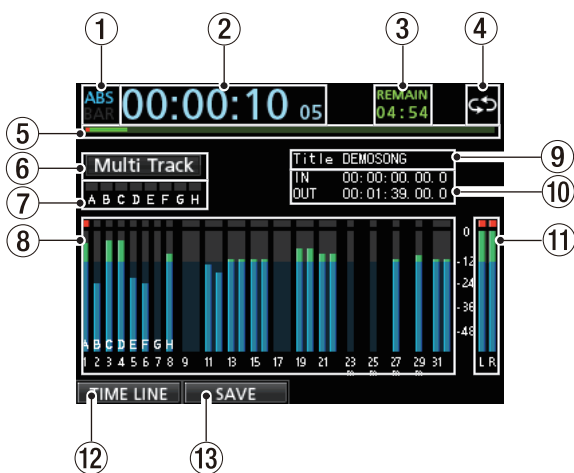 1 2 3 4
ABS 00:00:10 05 REMAIN
BAR 04:54
5
6 Multi Track Title DEMOSONG 9
IN 00:00:00.00.0
7 A B C D E F G H OUT 00:01:39.00.0 10
8 0 11
-12
-24
-36
-48
A B C D E F G H
1 2 3 4 5 6 7 8 9 11 13 15 17 19 21 23 25 27 29 31 L R
m m m m
TIME LINE SAVE
12 13